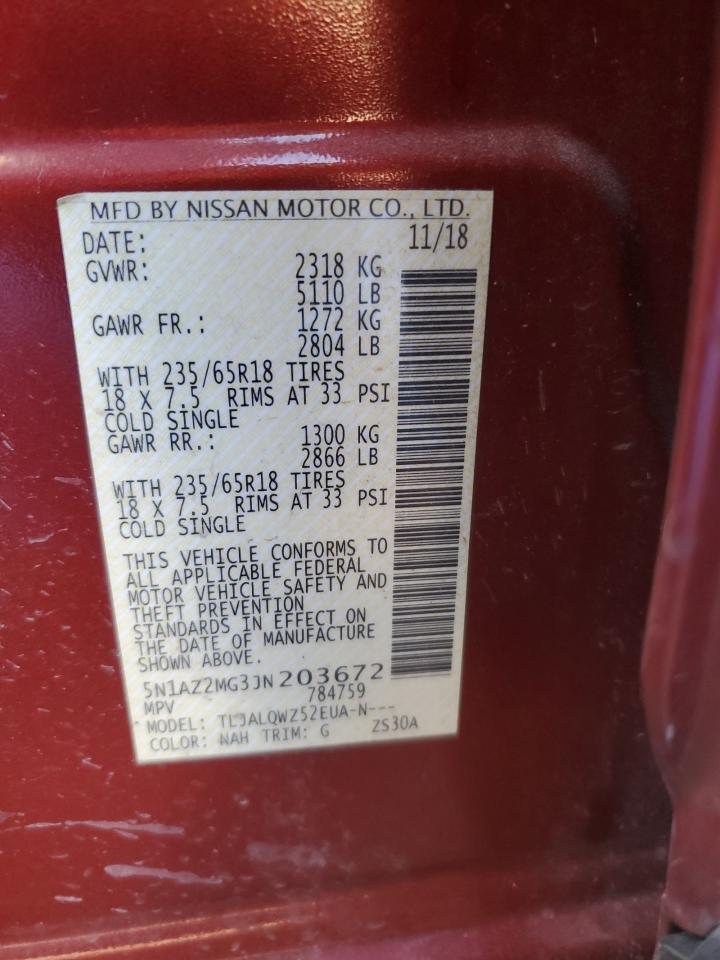 MFD BY NISSAN MOTOR CO., LTD.
DATE: 11/18
GVWR: 2318 KG
5110 LB
GAWR FR.: 1272 KG
2804 LB
WITH 235/65R18 TIRES
18 X 7.5 RIMS AT 33 PSI
COLD SINGLE
GAWR RR.: 1300 KG
2866 LB
WITH 235/65R18 TIRES
18 X 7.5 RIMS AT 33 PSI
COLD SINGLE
THIS VEHICLE CONFORMS TO
ALL APPLICABLE FEDERAL
MOTOR VEHICLE SAFETY AND
THEFT PREVENTION
STANDARDS IN EFFECT ON
THE DATE OF MANUFACTURE
SHOWN ABOVE.
5N1AZ2MG3JN203672
MPV 784759
MODEL: TLJALQWZ52EUA-N---
COLOR: NAH TRIM: G ZS30A